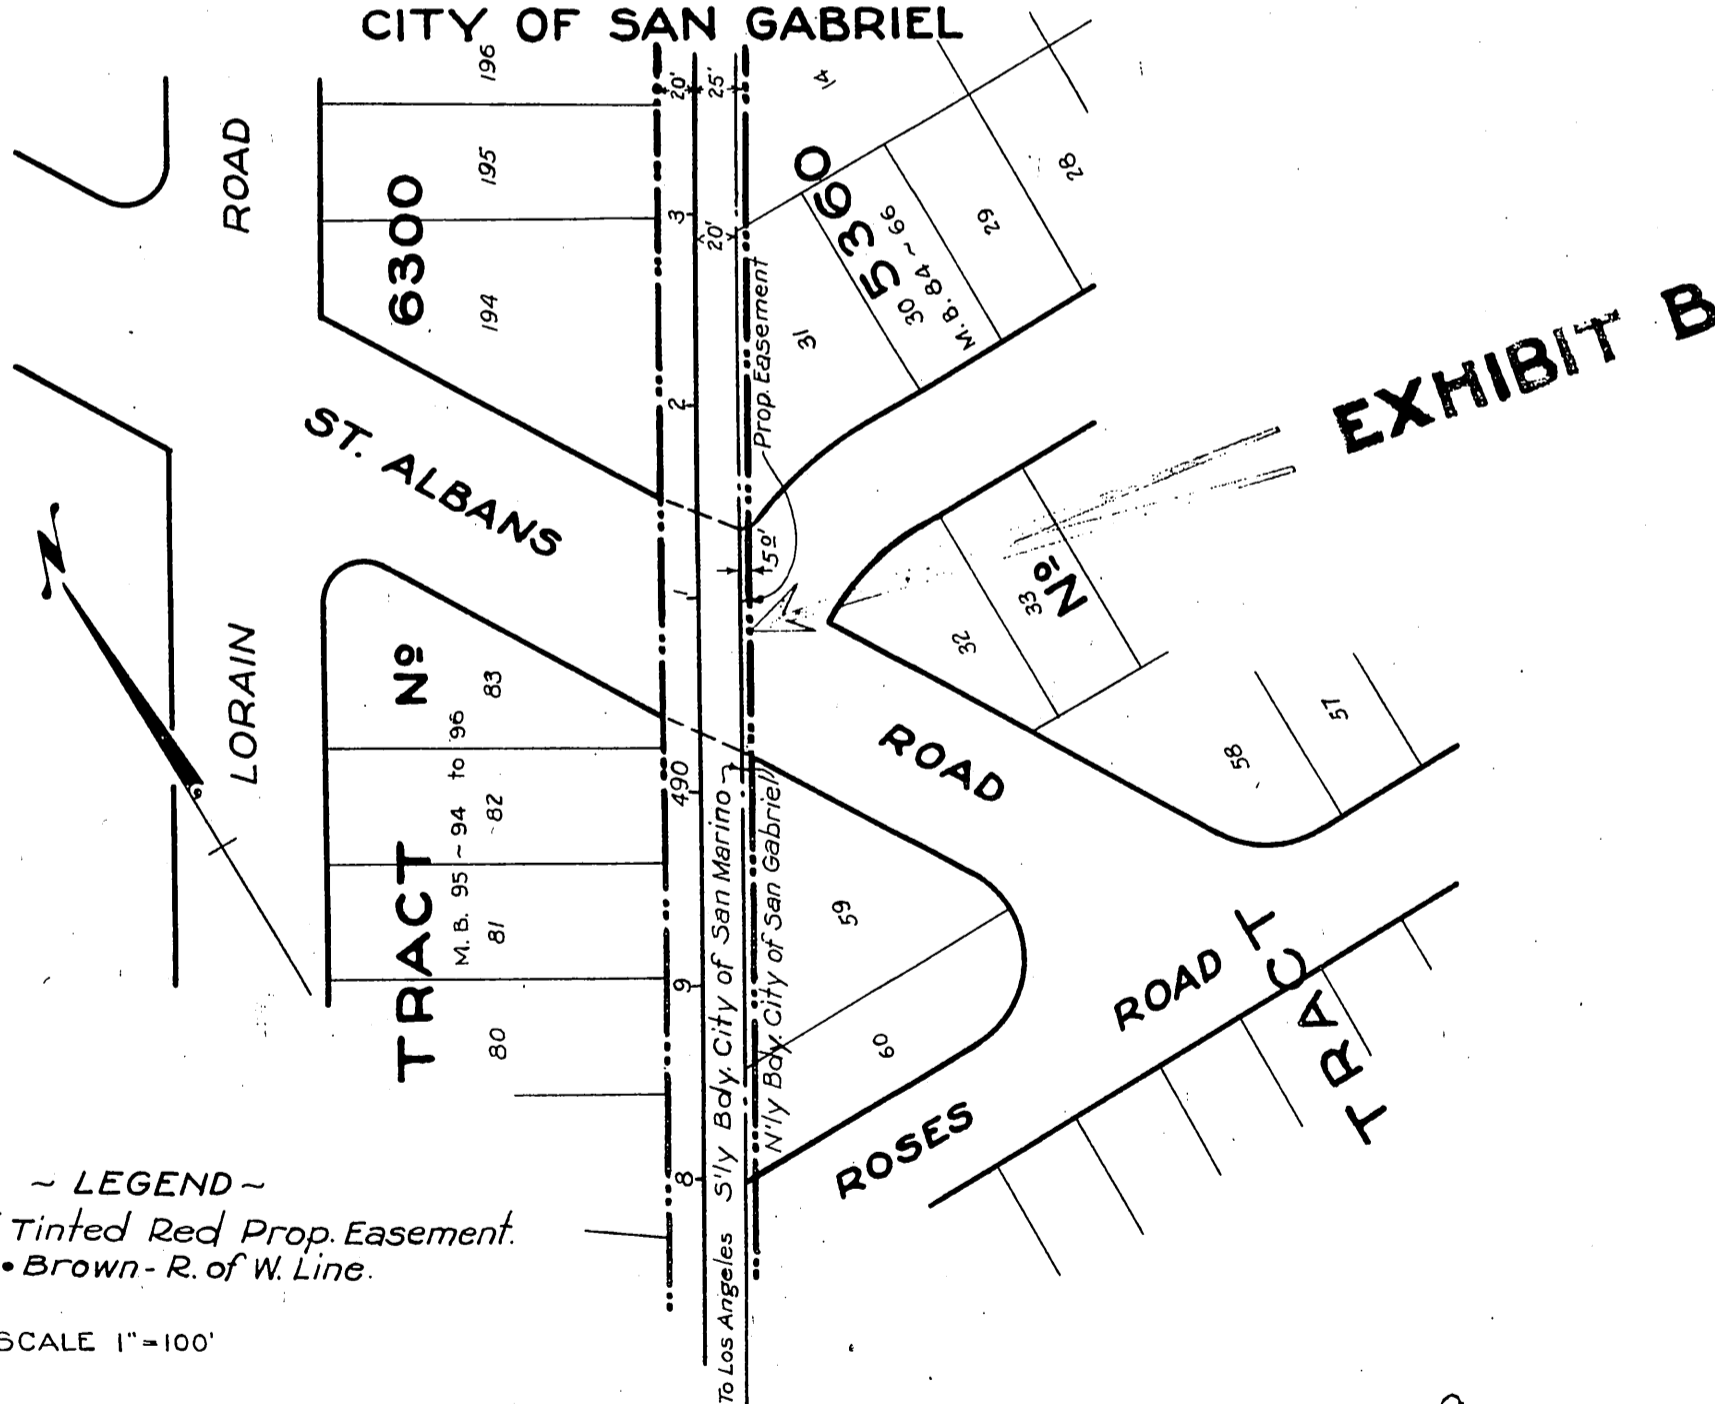 CITY OF SAN GABRIEL
196
195
194
6300
ROAD
LORAIN
ST. ALBANS
ROAD
TRACT Nº
M. B. 95 ~ 94 to 96
83
82
81
80
20'
25'
20'
3
2
1
490
9
8
5.0'
Prop. Easement
S'ly Bdy. City of San Marino
N'ly Bdy. City of San Gabriel
To Los Angeles
14
28
29
30
31
5360
M. B. 84 ~ 66
EXHIBIT B
Nº
33
32
57
58
59
60
ROSES ROAD
TRACT
N
~ LEGEND ~
Tinted Red Prop. Easement.
• Brown - R. of W. Line.
SCALE 1" = 100'